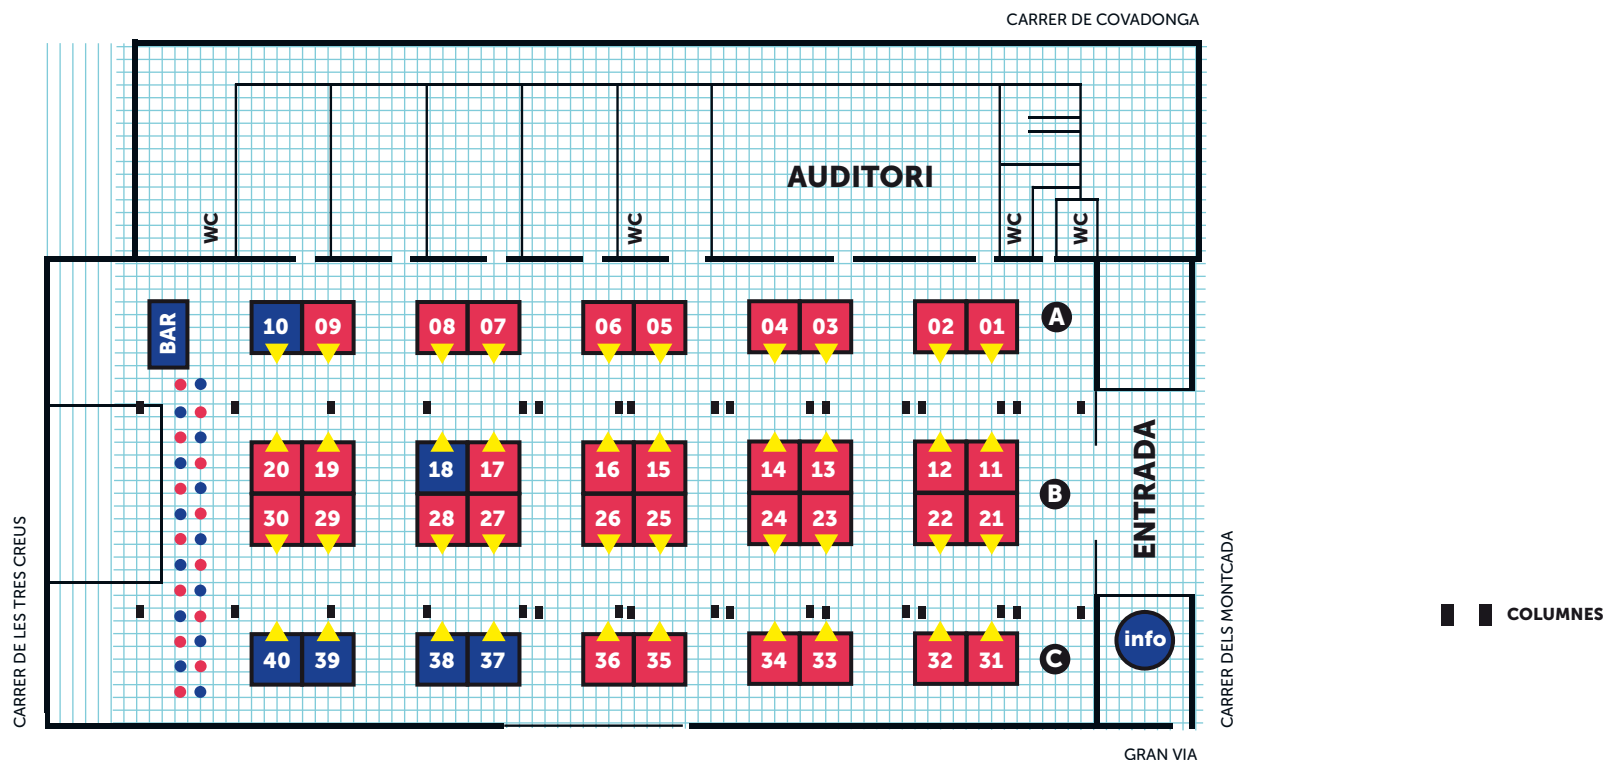 CARRER DE COVADONGA
AUDITORI
WC
WC
WC
WC
BAR
10 09 08 07 06 05 04 03 02 01 A
20 19 18 17 16 15 14 13 12 11
B
30 29 28 27 26 25 24 23 22 21
ENTRADA
40 39 38 37 36 35 34 33 32 31 C
info
CARRER DE LES TRES CREUS
CARRER DELS MONTCADA
COLUMNES
GRAN VIA